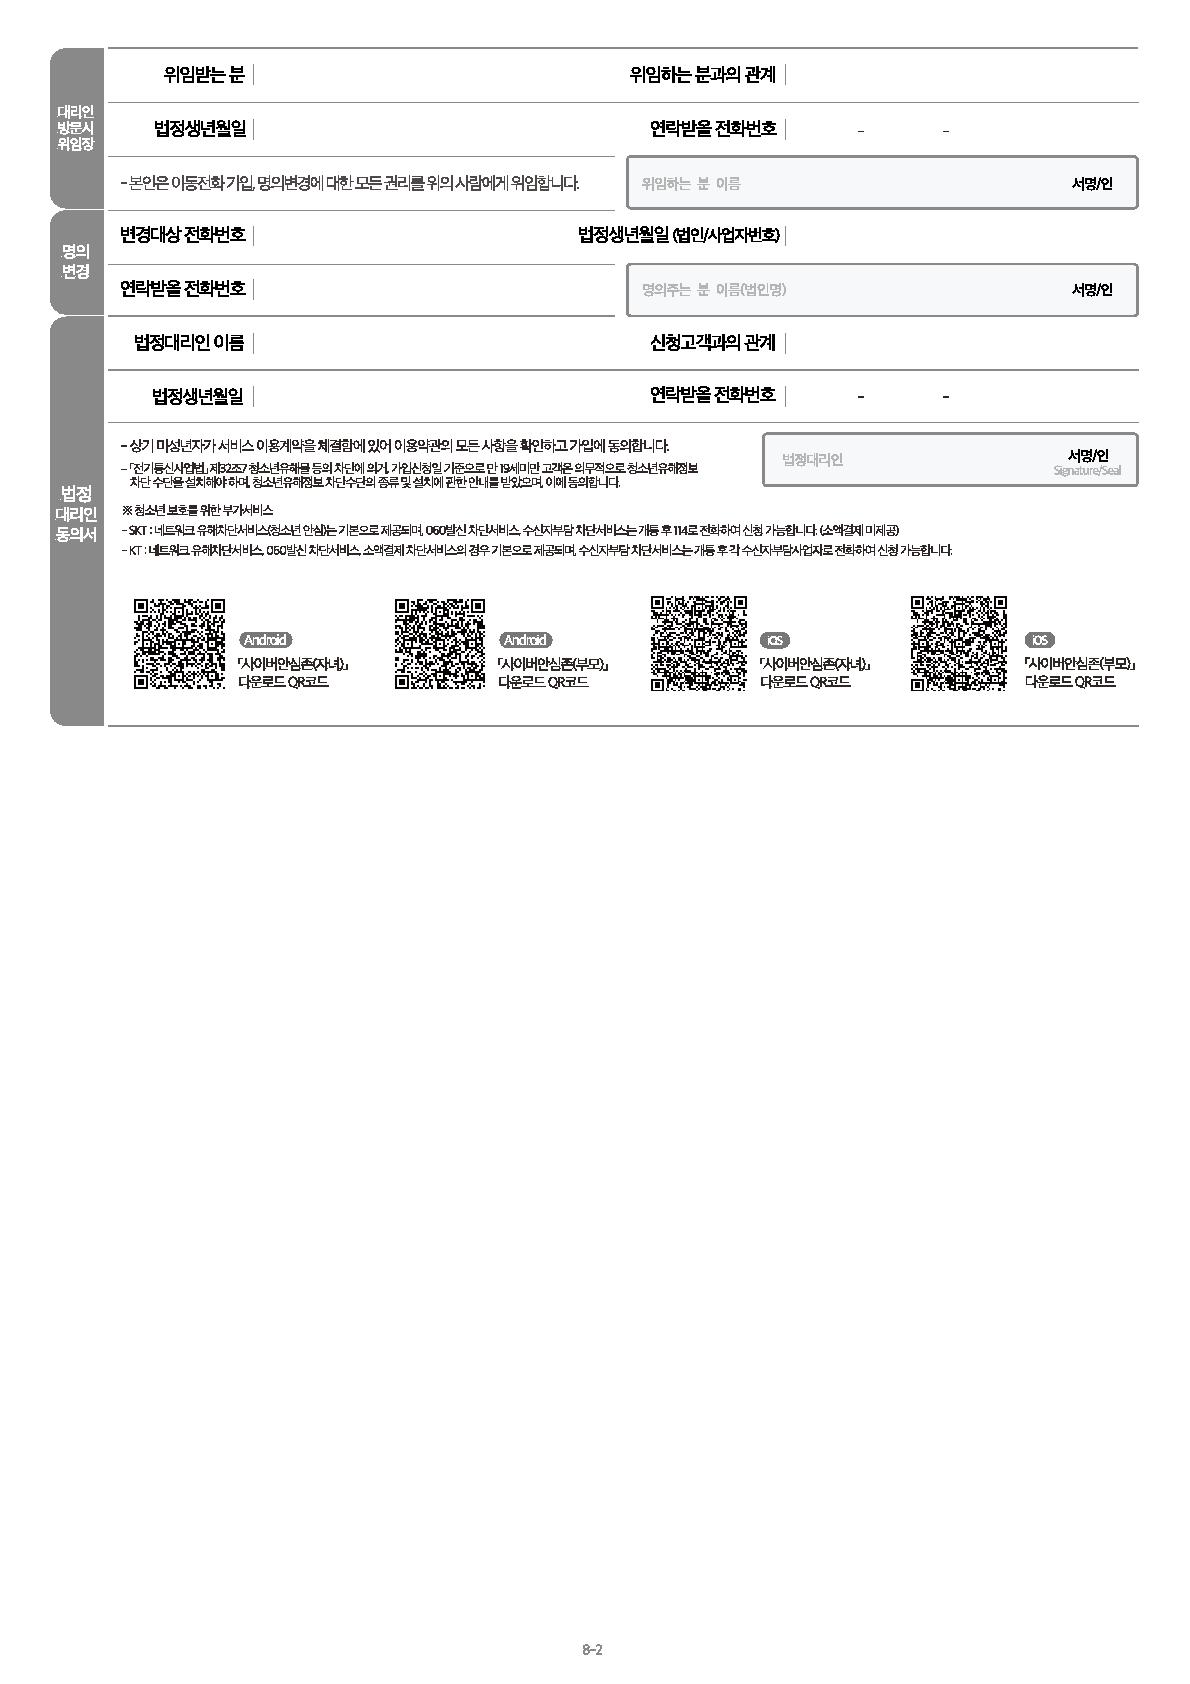 대리인
방문시
위임장
위임받는 분
위임하는 분과의 관계
법정생년월일
연락받을 전화번호 - -
- 본인은 이동전화 가입, 명의변경에 대한 모든 권리를 위의 사람에게 위임합니다.
위임하는 분 이름 서명/인
명의
변경
변경대상 전화번호
법정생년월일 (법인/사업자번호)
연락받을 전화번호
명의주는 분 이름(법인명) 서명/인
법정
대리인
동의서
법정대리인 이름
신청고객과의 관계
법정생년월일
연락받을 전화번호 - -
- 상기 미성년자가 서비스 이용계약을 체결함에 있어 이용약관의 모든 사항을 확인하고 가입에 동의합니다.
- 「전기통신사업법」 제32조7 청소년유해물 등의 차단에 의거, 가입신청일 기준으로 만 19세미만 고객은 의무적으로 청소년유해정보
차단 수단을 설치해야 하며, 청소년유해정보 차단수단의 종류 및 설치에 관한 안내를 받았으며, 이에 동의합니다.
법정대리인 서명/인
Signature/Seal
※ 청소년 보호를 위한 부가서비스
- SKT : 네트워크 유해차단서비스(청소년 안심)는 기본으로 제공되며, 060발신 차단서비스, 수신자부담 차단서비스는 개통 후 114로 전화하여 신청 가능합니다. (소액결제 미제공)
- KT : 네트워크 유해차단서비스, 060발신 차단서비스, 소액결제 차단서비스의 경우 기본으로 제공되며, 수신자부담 차단서비스는 개통 후 각 수신자부담사업자로 전화하여 신청 가능합니다.
Android
「사이버안심존(자녀)」
다운로드 QR코드
Android
「사이버안심존(부모)」
다운로드 QR코드
iOS
「사이버안심존(자녀)」
다운로드 QR코드
iOS
「사이버안심존(부모)」
다운로드 QR코드
8-2